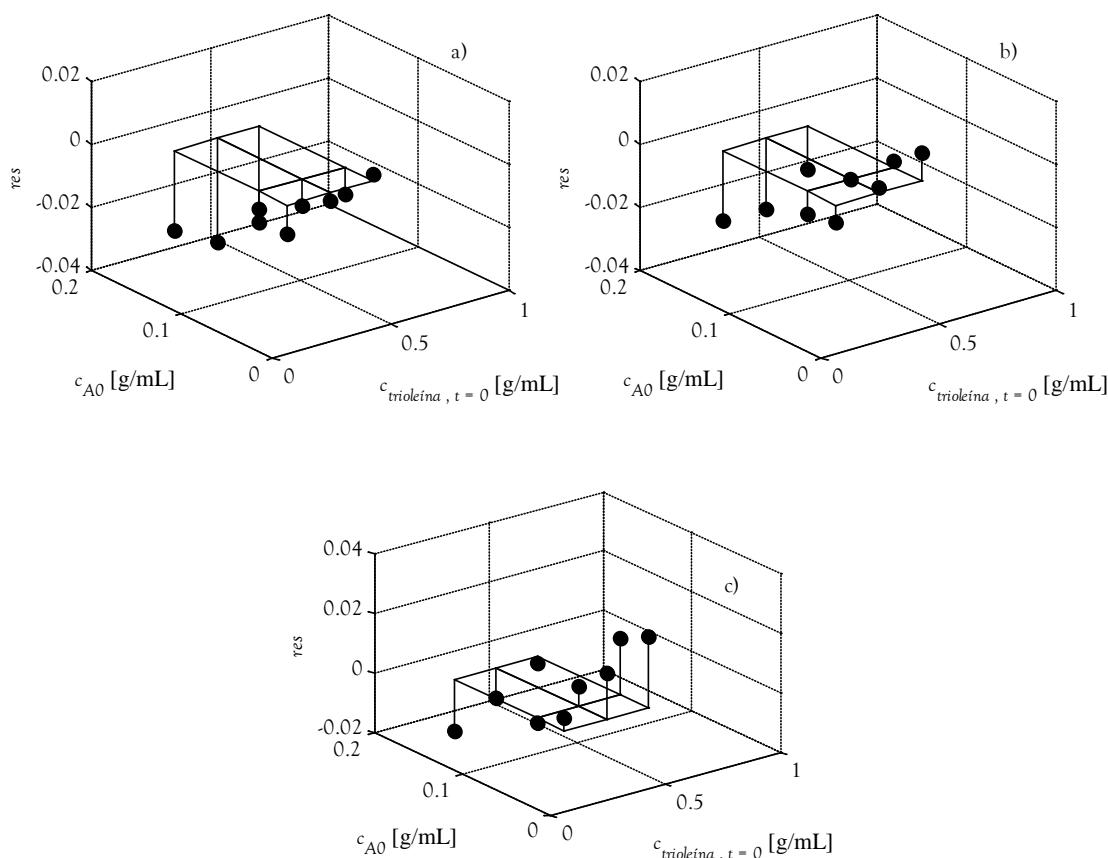 a)
0.02
0
-0.02
-0.04
res
0.2
0.1
0
0
0.5
1
c_A0 [g/mL]
c_trioleína , t = 0 [g/mL]
b)
0.02
0
-0.02
-0.04
res
0.2
0.1
0
0
0.5
1
c_A0 [g/mL]
c_trioleína , t = 0 [g/mL]
c)
0.04
0.02
0
-0.02
res
0.2
0.1
0
0
0.5
1
c_A0 [g/mL]
c_trioleína , t = 0 [g/mL]